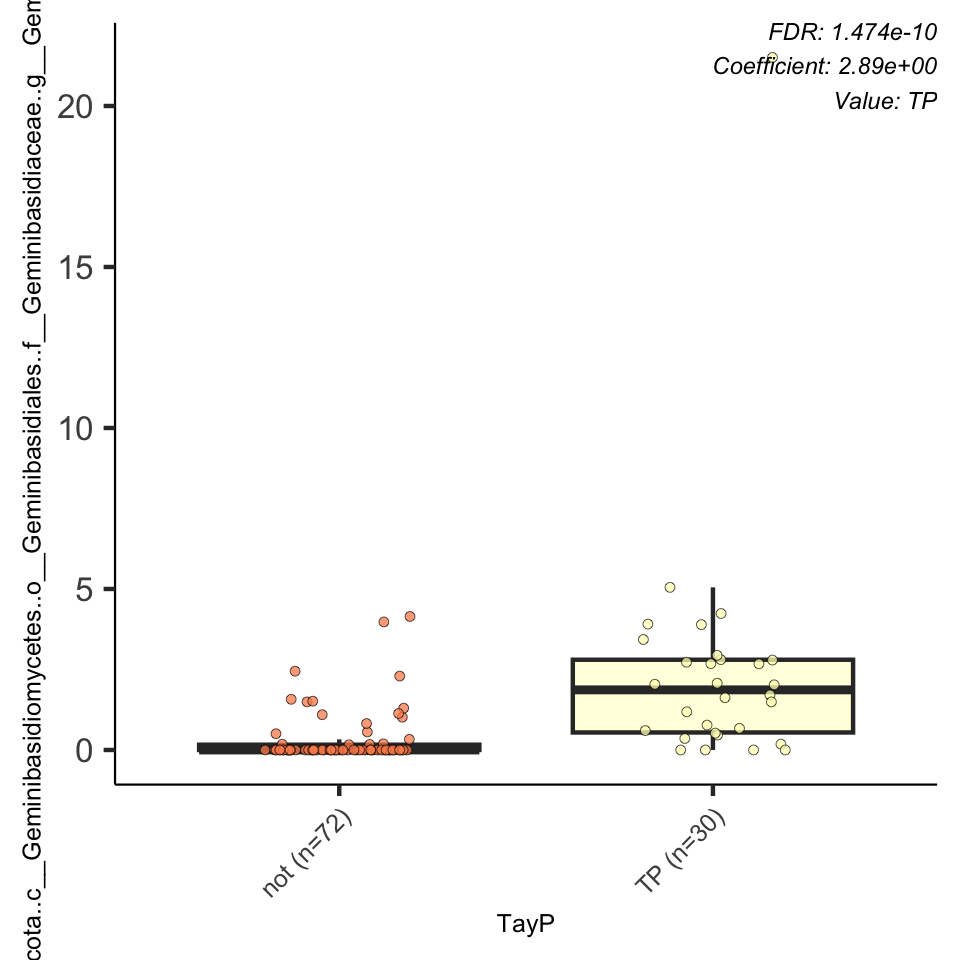 FDR: 1.474e-10
Coefficient: 2.89e+00
Value: TP
cota..c__Geminibasidiomycetes..o__Geminibasidiales..f__Geminibasidiaceae..g__Gem
20
15
10
5
0
not (n=72)
TP (n=30)
TayP